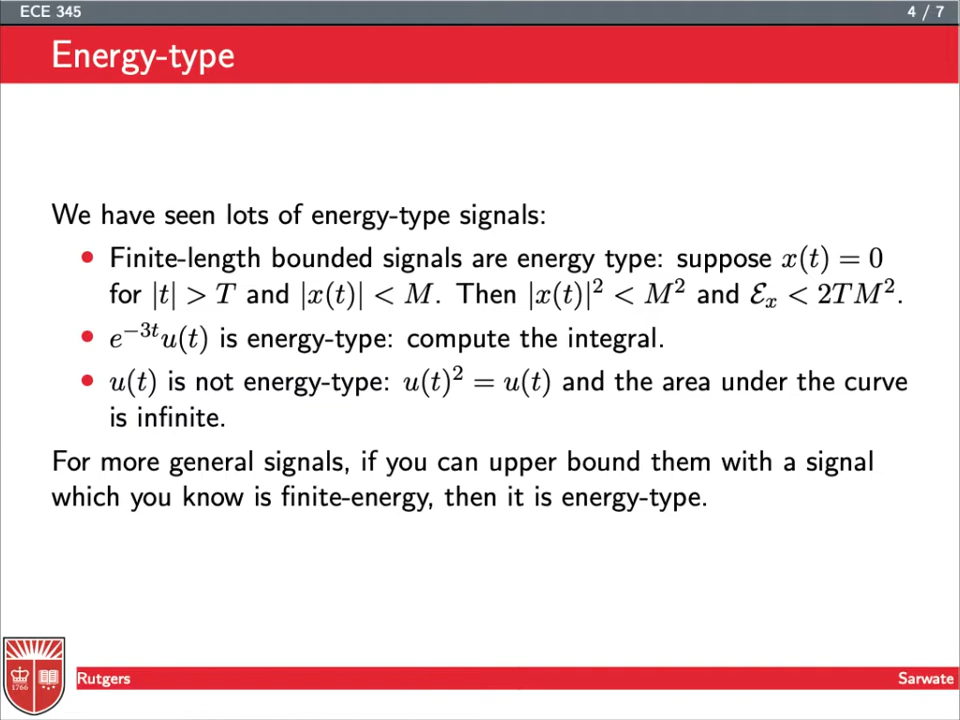 ECE 345
4 / 7
Energy-type
We have seen lots of energy-type signals:
• Finite-length bounded signals are energy type: suppose x(t) = 0
for |t| > T and |x(t)| < M. Then |x(t)|² < M² and ℰₓ < 2TM².
• e⁻³ᵗu(t) is energy-type: compute the integral.
• u(t) is not energy-type: u(t)² = u(t) and the area under the curve
is infinite.
For more general signals, if you can upper bound them with a signal
which you know is finite-energy, then it is energy-type.
1766
Rutgers
Sarwate